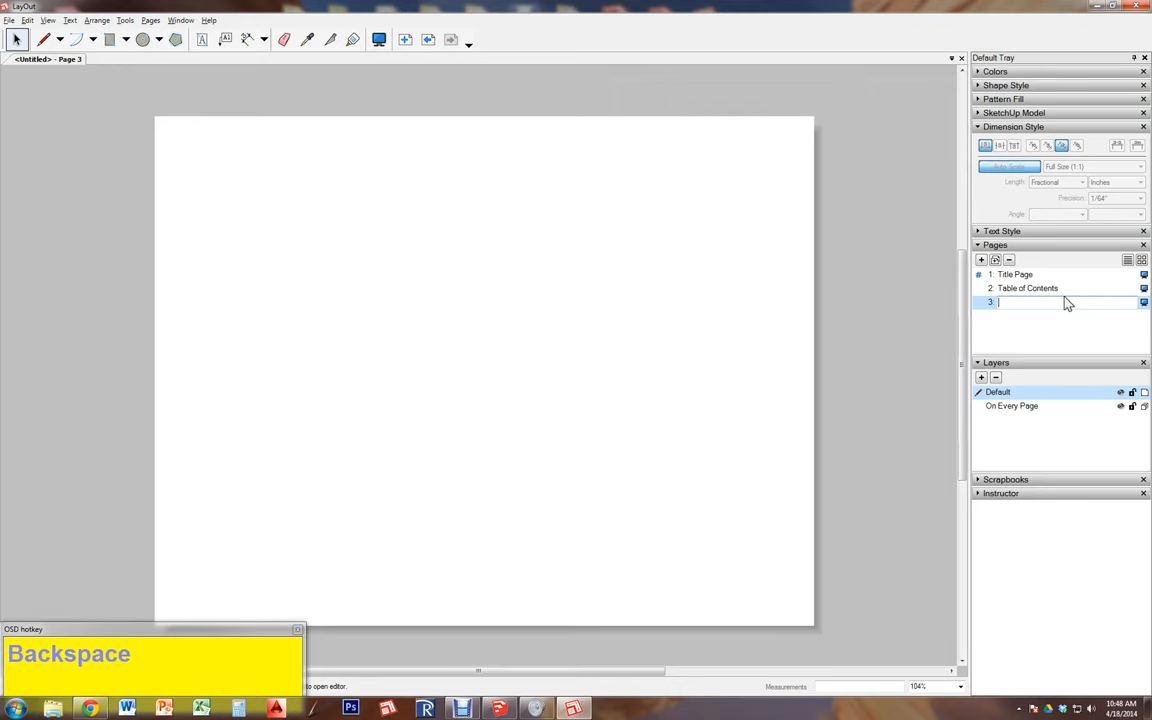 LayOut
File Edit View Text Arrange Tools Pages Window Help
<Untitled> - Page 3
Default Tray
Colors
Shape Style
Pattern Fill
SketchUp Model
Dimension Style
Auto Scale Full Size (1:1)
Length: Fractional Inches
Precision: 1/64"
Angle:
Text Style
Pages
# 1: Title Page
2: Table of Contents
3:
Layers
Default
On Every Page
Scrapbooks
Instructor
OSD hotkey
Backspace
to open editor.
Measurements
104%
10:48 AM
4/18/2014